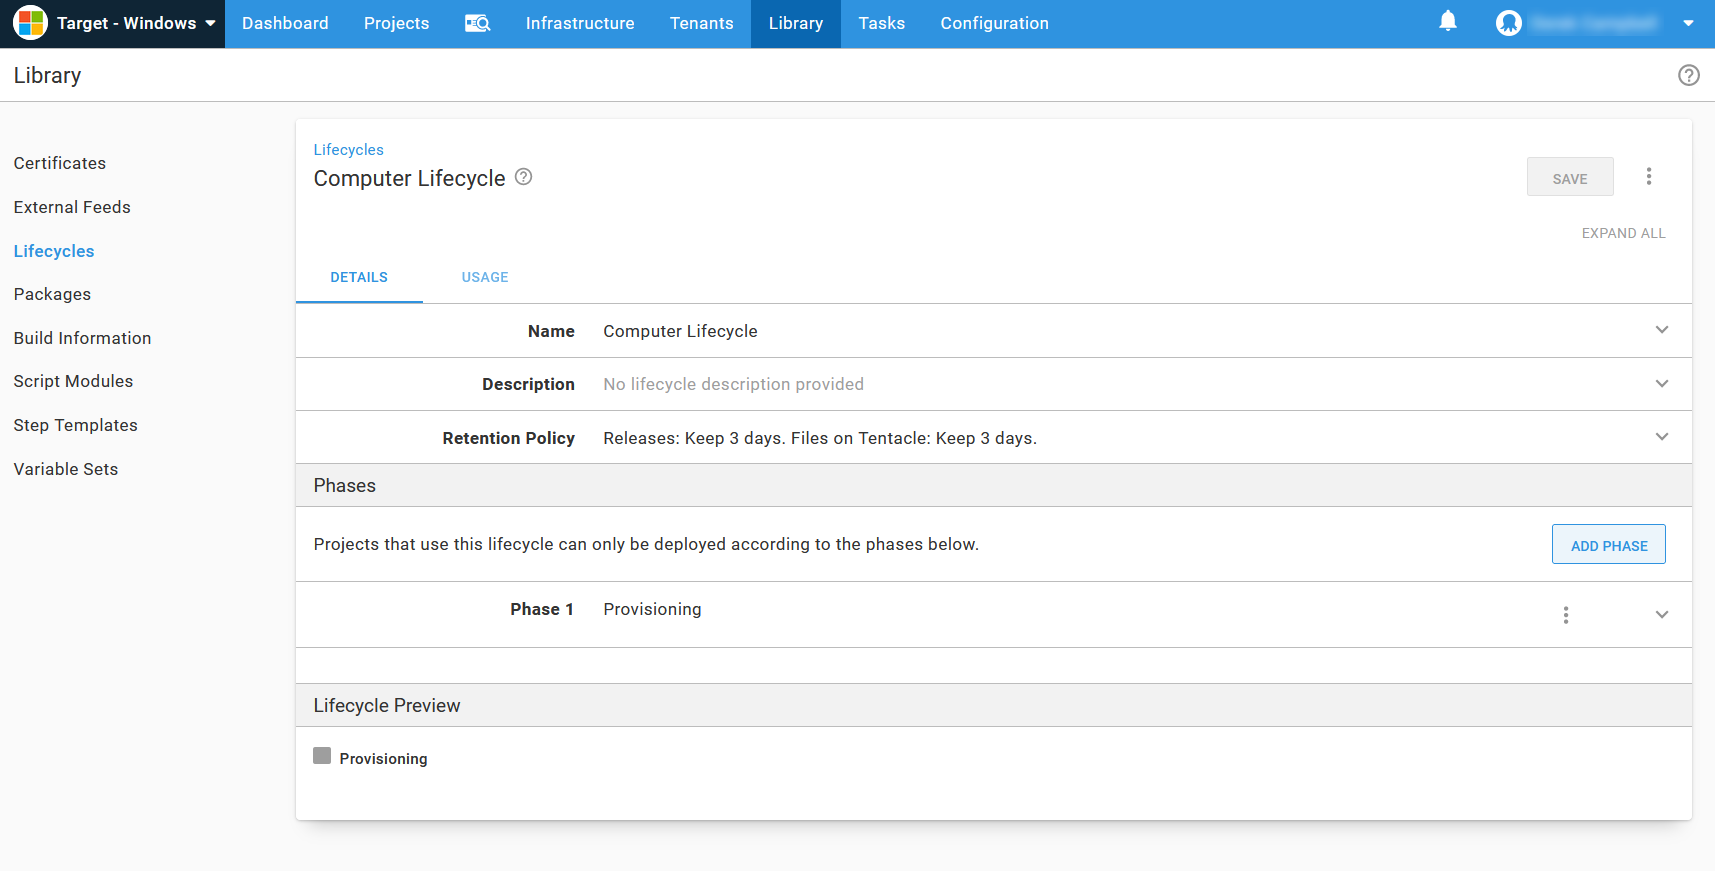 Target - Windows Dashboard Projects Infrastructure Tenants Library Tasks Configuration
Library
Certificates
External Feeds
Lifecycles
Packages
Build Information
Script Modules
Step Templates
Variable Sets
Lifecycles
Computer Lifecycle
SAVE
EXPAND ALL
DETAILS USAGE
Name Computer Lifecycle
Description No lifecycle description provided
Retention Policy Releases: Keep 3 days. Files on Tentacle: Keep 3 days.
Phases
Projects that use this lifecycle can only be deployed according to the phases below. ADD PHASE
Phase 1 Provisioning
Lifecycle Preview
Provisioning